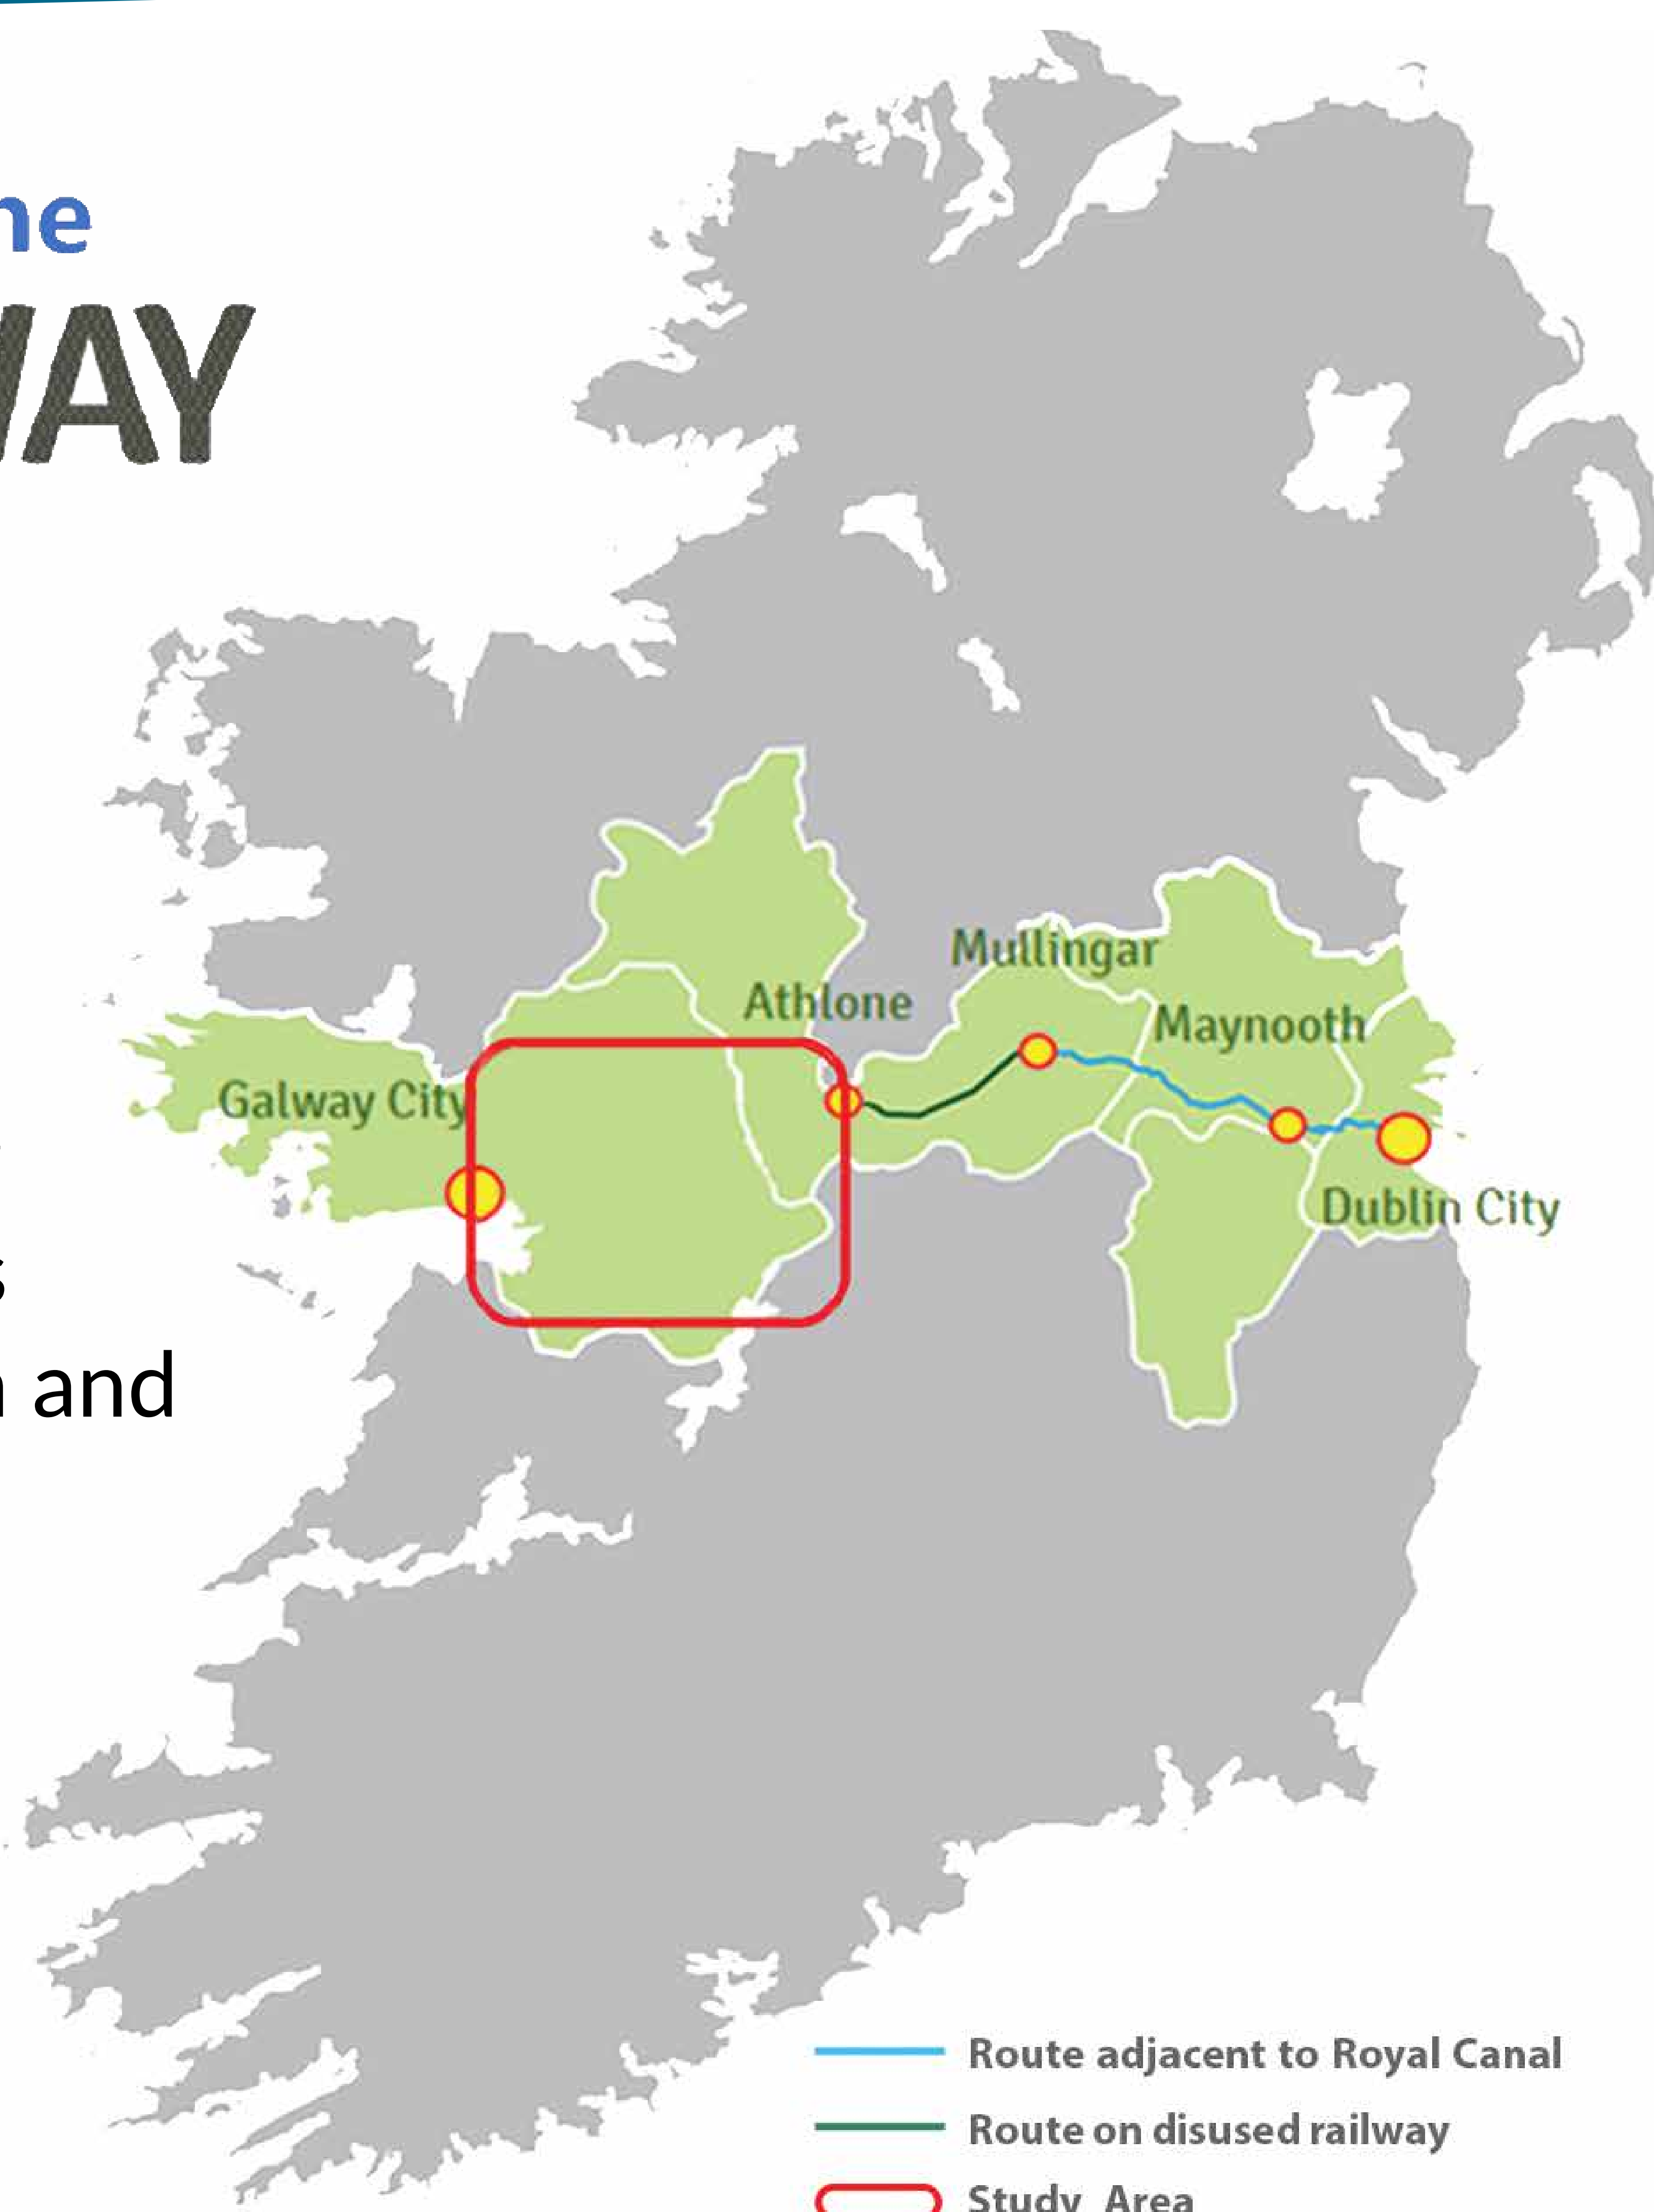 ne
WAY
Mullingar
Athlone
Maynooth
Galway City
Dublin City
s
and
Route adjacent to Royal Canal
Route on disused railway
Study Area